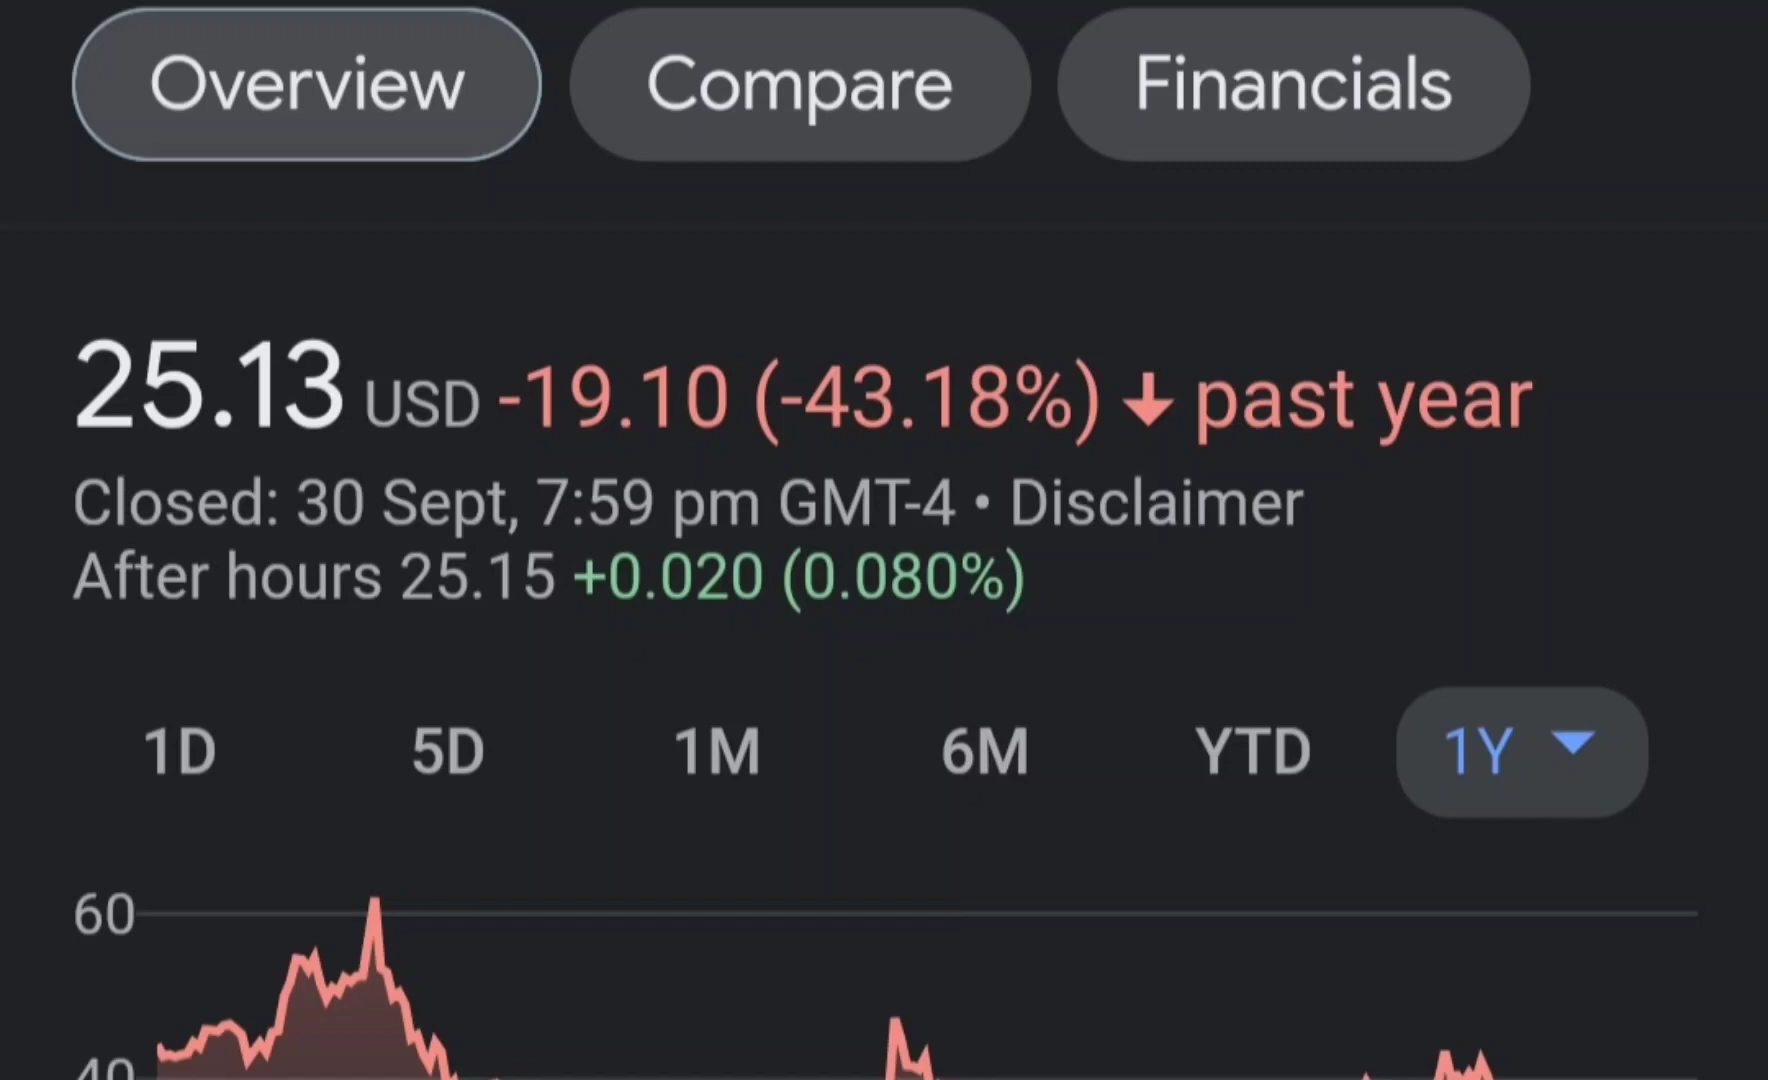 Overview Compare Financials
25.13 USD -19.10 (-43.18%) ↓ past year
Closed: 30 Sept, 7:59 pm GMT-4 • Disclaimer
After hours 25.15 +0.020 (0.080%)
1D 5D 1M 6M YTD 1Y
60
40